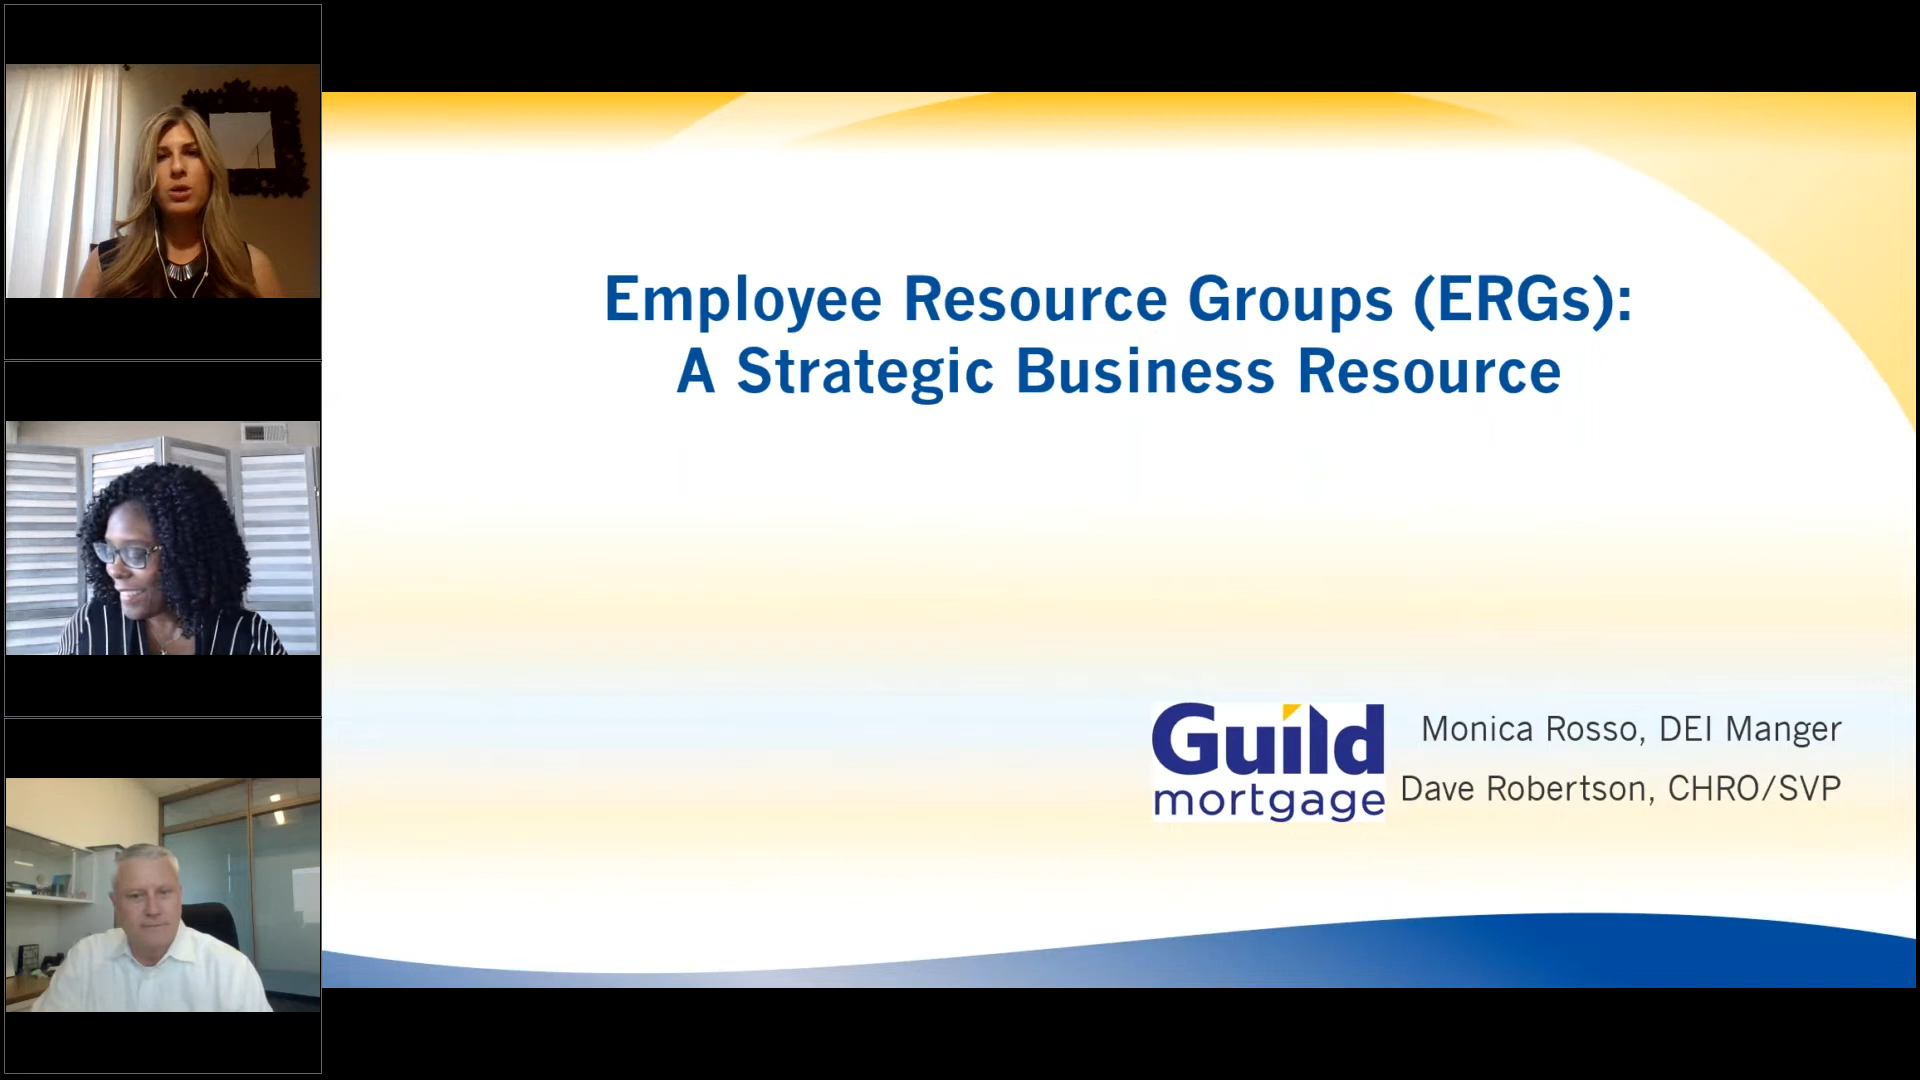 Employee Resource Groups (ERGs):
A Strategic Business Resource
Guild
mortgage
Monica Rosso, DEI Manger
Dave Robertson, CHRO/SVP